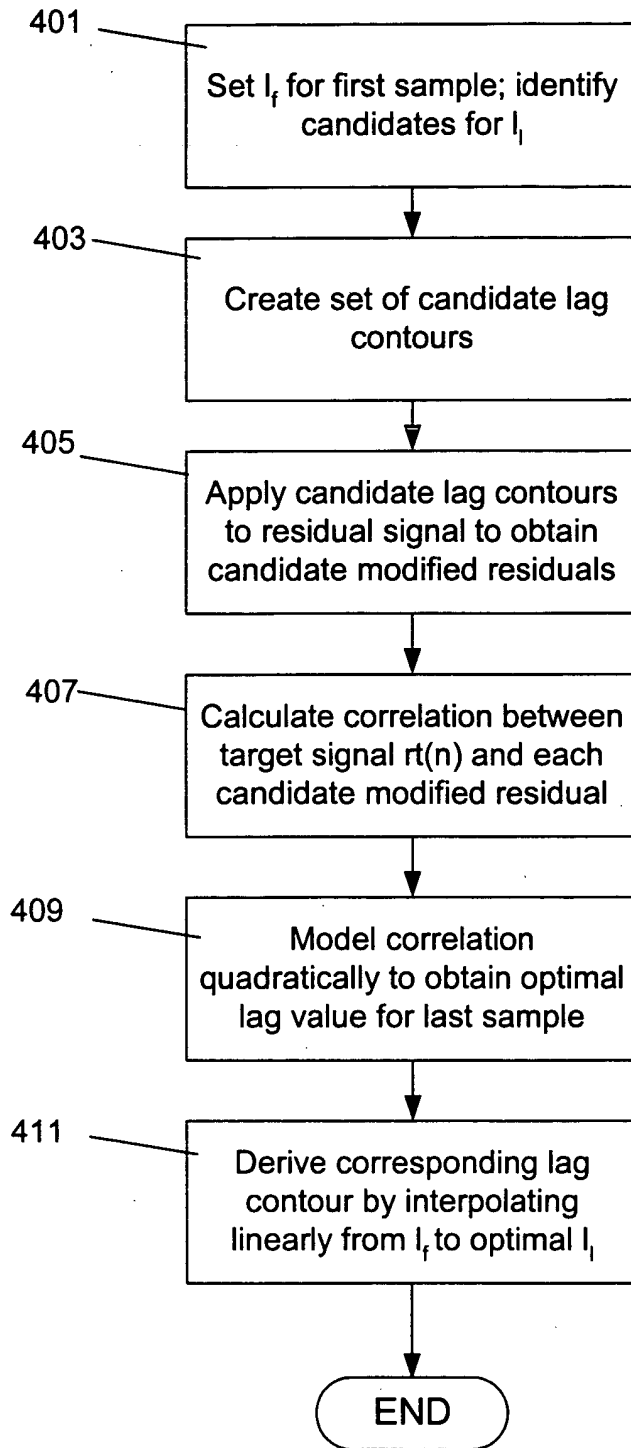 401
Set l_f for first sample; identify
candidates for l_l
403
Create set of candidate lag
contours
405
Apply candidate lag contours
to residual signal to obtain
candidate modified residuals
407
Calculate correlation between
target signal rt(n) and each
candidate modified residual
409
Model correlation
quadratically to obtain optimal
lag value for last sample
411
Derive corresponding lag
contour by interpolating
linearly from l_f to optimal l_l
END